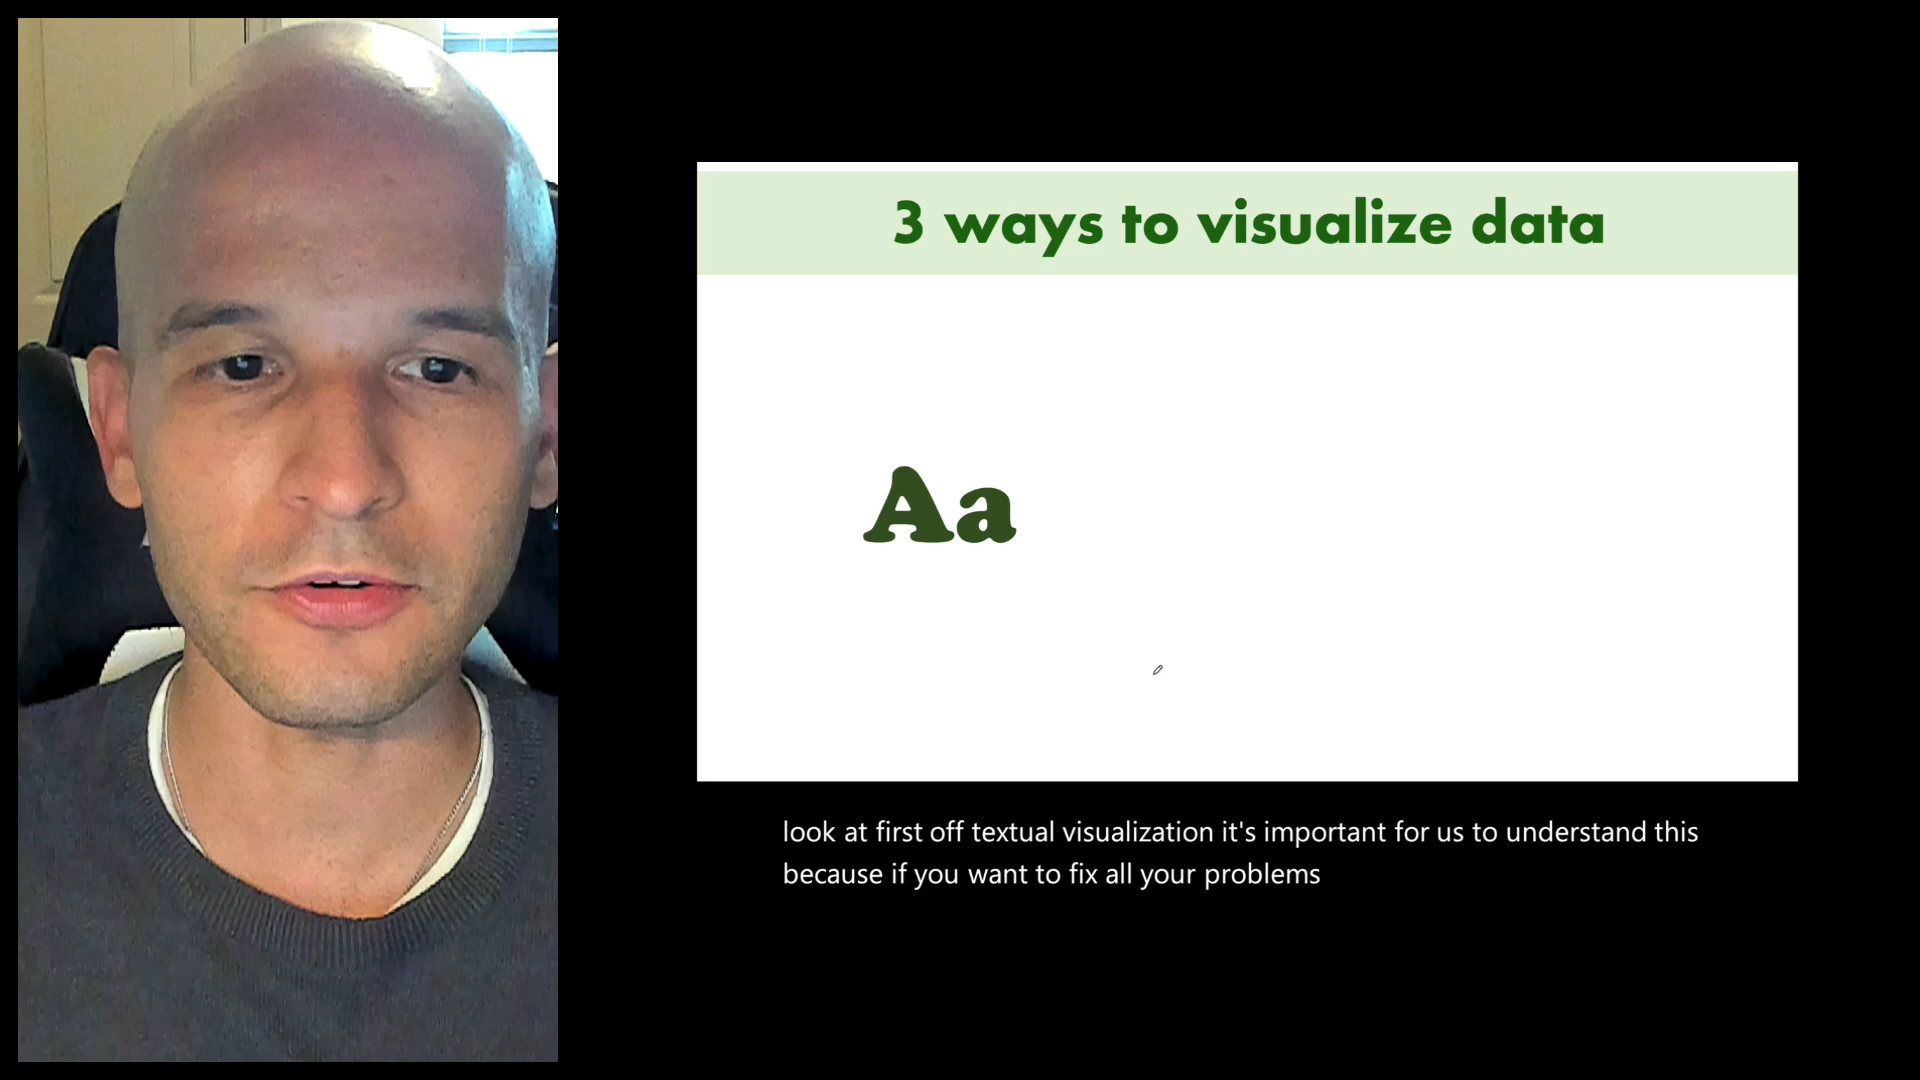 3 ways to visualize data
Aa
look at first off textual visualization it's important for us to understand this
because if you want to fix all your problems